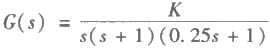 G(s) = K / s(s + 1)(0.25s + 1)